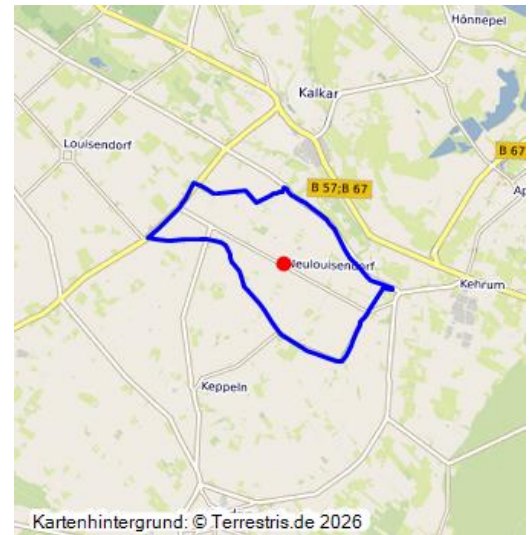 Hönnepel
Kalkar
Louisendorf
B 67
B 57;B 67
Neulouisendorf
Kehrum
Keppeln
Kartenhintergrund: © Terrestris.de 2026